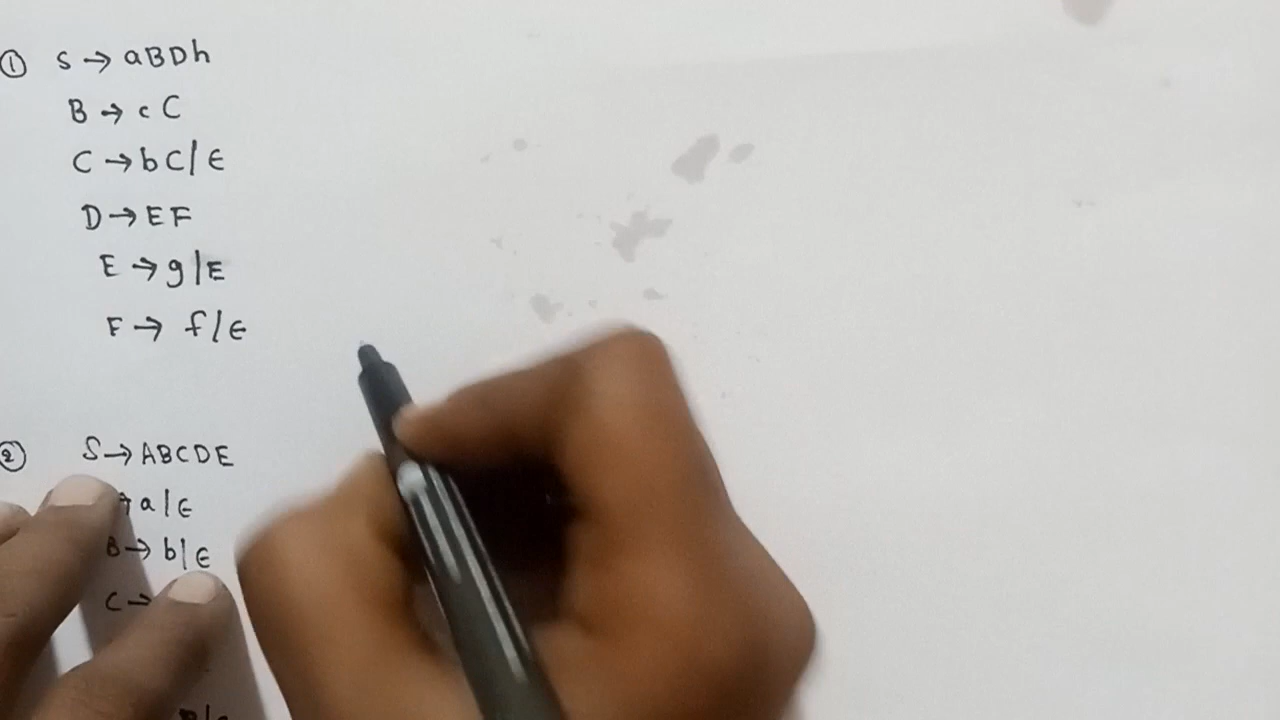 ① S → aBDh
B → cC
C → bC/ϵ
D → EF
E → g/E
F → f/ϵ
② S → ABCDE
→ a/ϵ
B → b/ϵ
C →